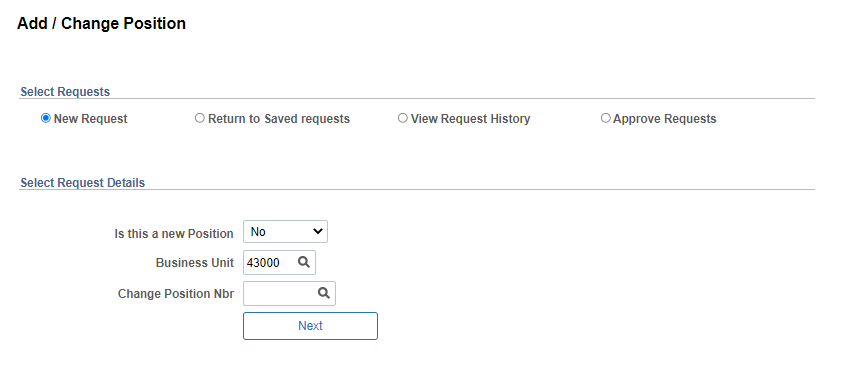 Add / Change Position
Select Requests
New Request Return to Saved requests View Request History Approve Requests
Select Request Details
Is this a new Position No
Business Unit 43000
Change Position Nbr
Next